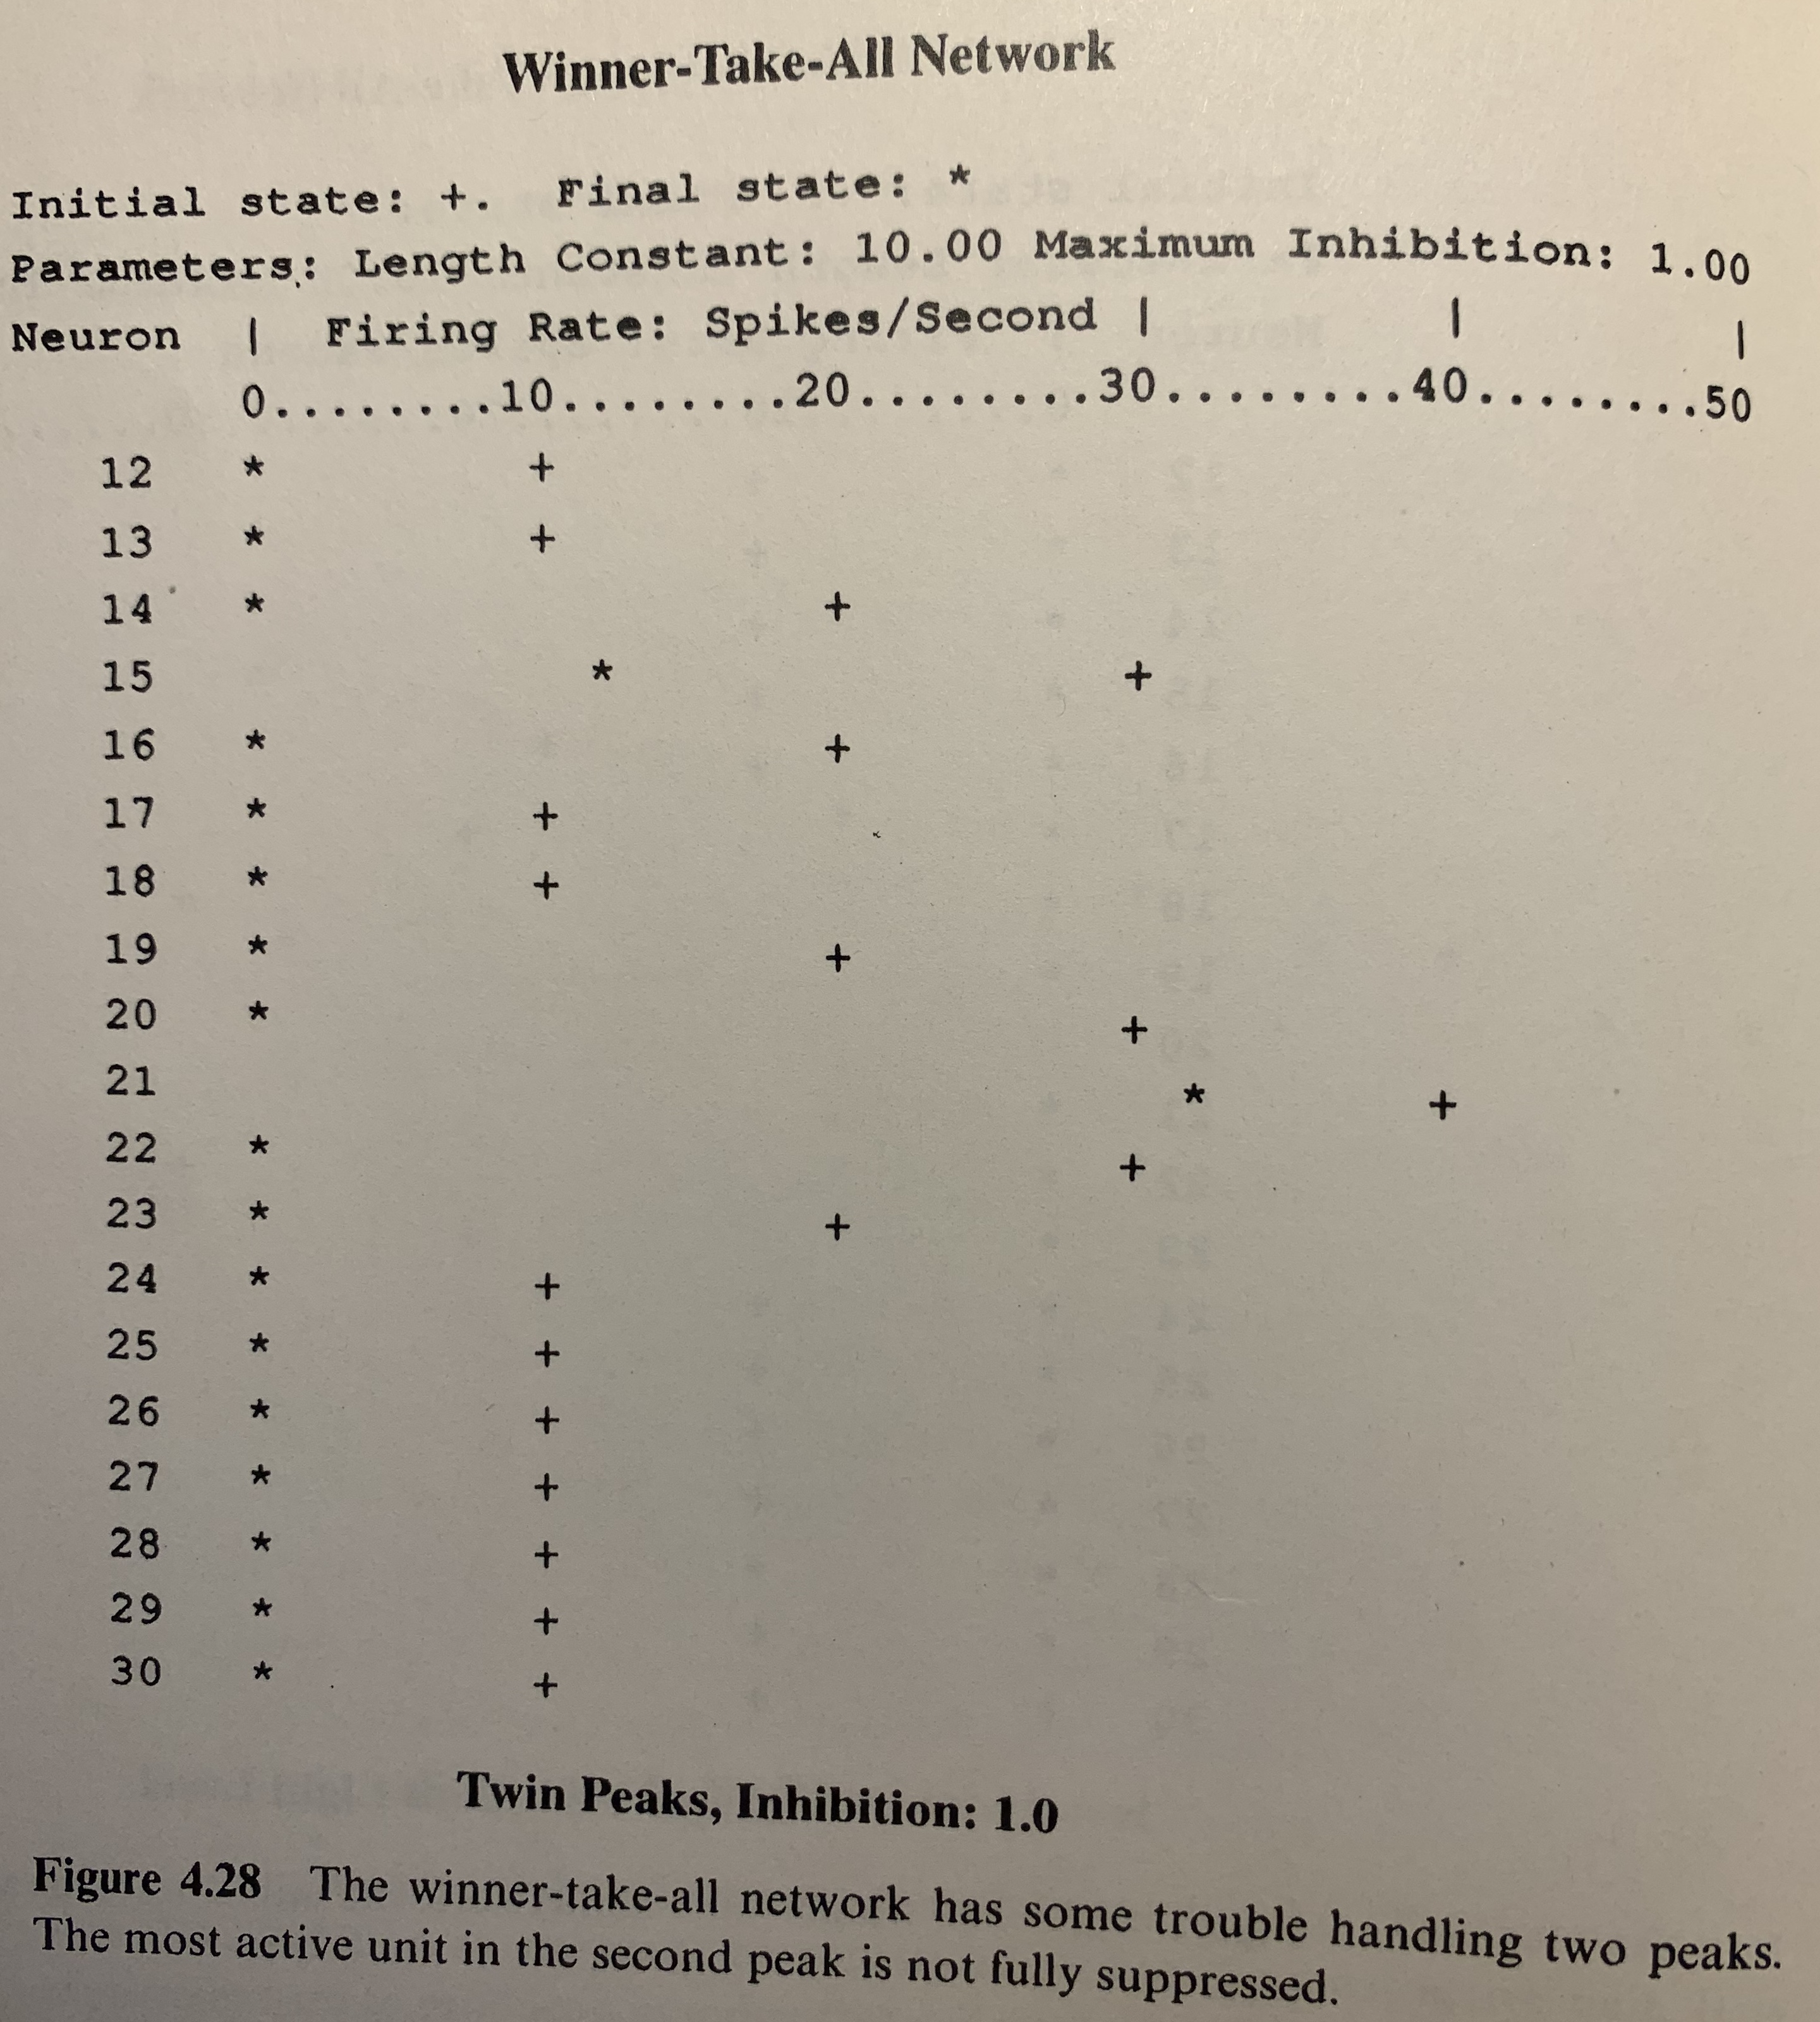 Winner-Take-All Network
Initial state: +.  Final state: *
Parameters: Length Constant: 10.00 Maximum Inhibition: 1.00
Neuron  |  Firing Rate: Spikes/Second |  |  |
0........10........20........30........40........50
12 * +
13 * +
14 * +
15 * +
16 * +
17 * +
18 * +
19 * +
20 * +
21 * +
22 * +
23 * +
24 * +
25 * +
26 * +
27 * +
28 * +
29 * +
30 * +
Twin Peaks, Inhibition: 1.0
Figure 4.28 The winner-take-all network has some trouble handling two peaks.
The most active unit in the second peak is not fully suppressed.